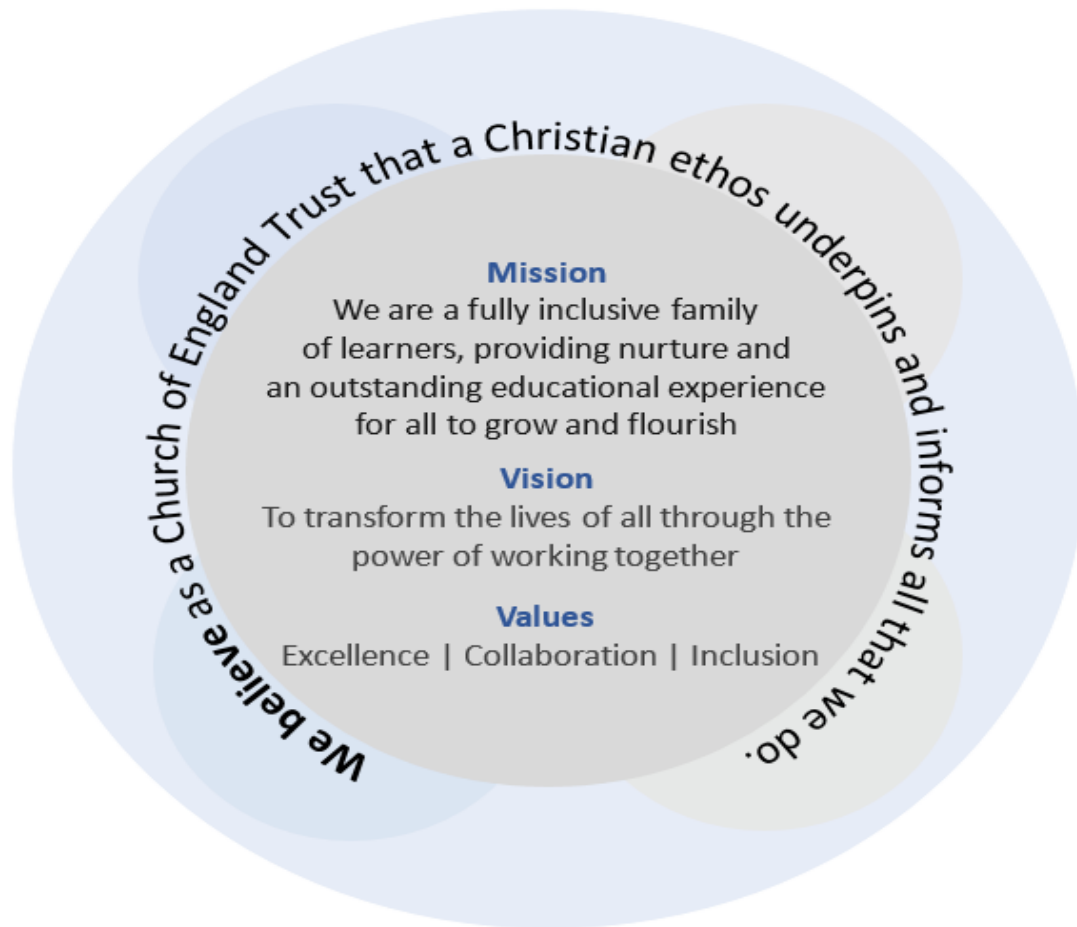 We believe as a Church of England Trust that a Christian ethos underpins and informs all that we do.
Mission
We are a fully inclusive family
of learners, providing nurture and
an outstanding educational experience
for all to grow and flourish
Vision
To transform the lives of all through the
power of working together
Values
Excellence | Collaboration | Inclusion